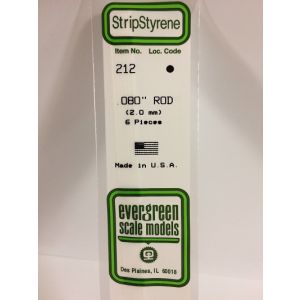 StripStyrene
Item No. Loc. Code
212
.080" ROD
(2.0 mm)
6 Pieces
Made in U.S.A.
evergreen
scale models
Des Plaines, IL 60018